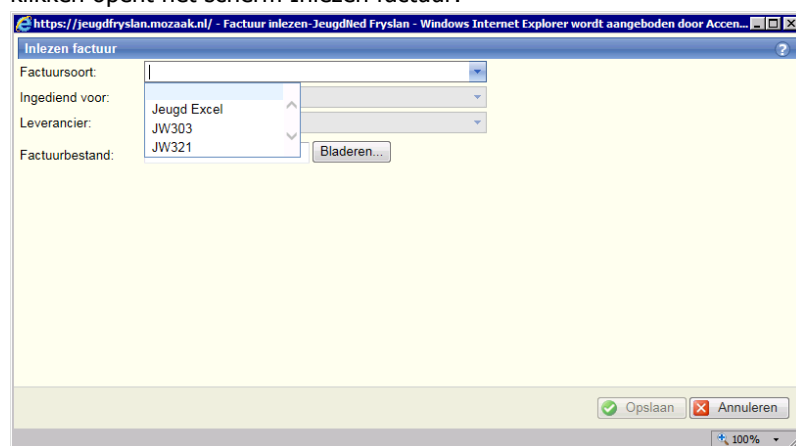 klikken opent het scherm Inlezen factuur.
https://jeugdfryslan.mozaak.nl/ - Factuur inlezen-JeugdNed Fryslan - Windows Internet Explorer wordt aangeboden door Accen...
Inlezen factuur
Factuursoort:
Ingediend voor:
Jeugd Excel
Leverancier:
JW303
JW321
Factuurbestand:
Bladeren...
Opslaan
Annuleren
100%